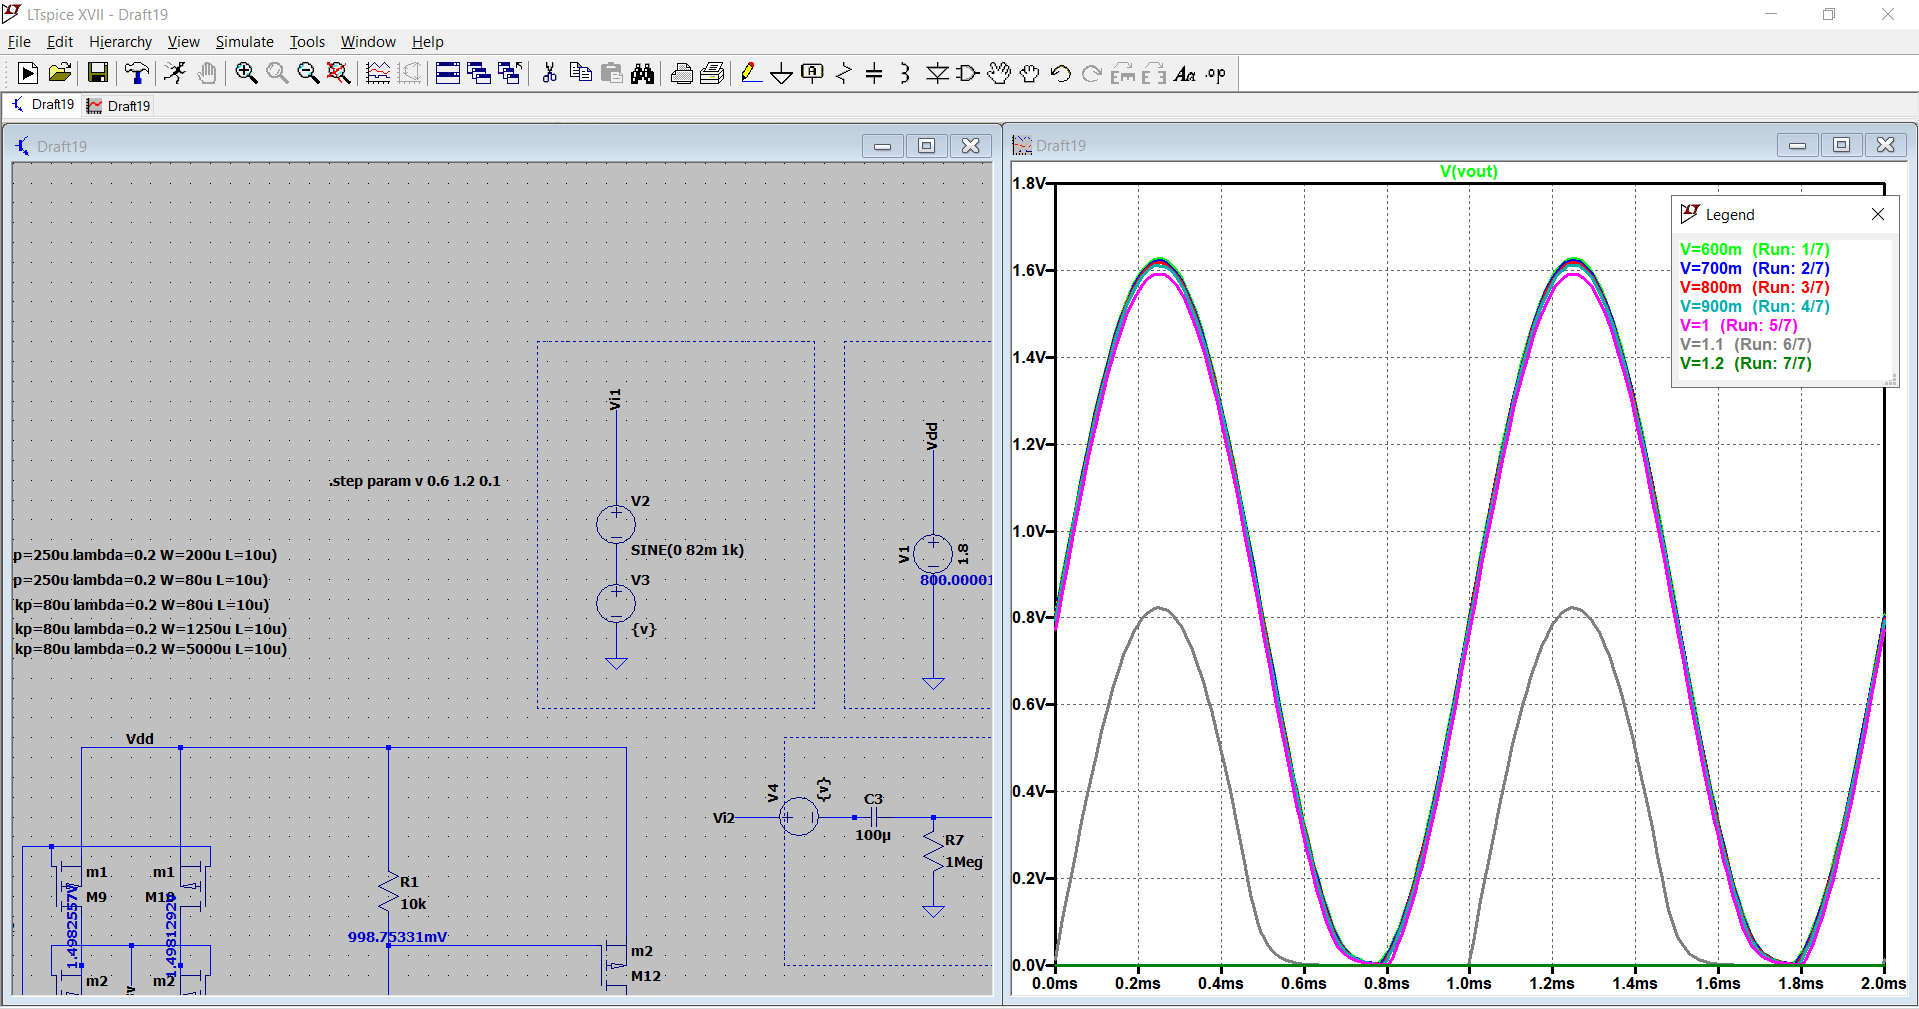 LTspice XVII - Draft19
File Edit Hierarchy View Simulate Tools Window Help
Draft19 Draft19
Draft19
Vi1
Vdd
.step param v 0.6 1.2 0.1
V2
SINE(0 82m 1k)
V3
{v}
V1
1.8
800.00001
p=250u lambda=0.2 W=200u L=10u)
p=250u lambda=0.2 W=80u L=10u)
kp=80u lambda=0.2 W=80u L=10u)
kp=80u lambda=0.2 W=1250u L=10u)
kp=80u lambda=0.2 W=5000u L=10u)
Vdd
V4
{v}
Vi2
C3
100µ
R7
1Meg
m1
M9
m1
R1
10k
998.75331mV
m2
M12
m2
m2
Draft19
V(vout)
1.8V
1.6V
1.4V
1.2V
1.0V
0.8V
0.6V
0.4V
0.2V
0.0V
0.0ms 0.2ms 0.4ms 0.6ms 0.8ms 1.0ms 1.2ms 1.4ms 1.6ms 1.8ms 2.0ms
Legend
V=600m (Run: 1/7)
V=700m (Run: 2/7)
V=800m (Run: 3/7)
V=900m (Run: 4/7)
V=1 (Run: 5/7)
V=1.1 (Run: 6/7)
V=1.2 (Run: 7/7)